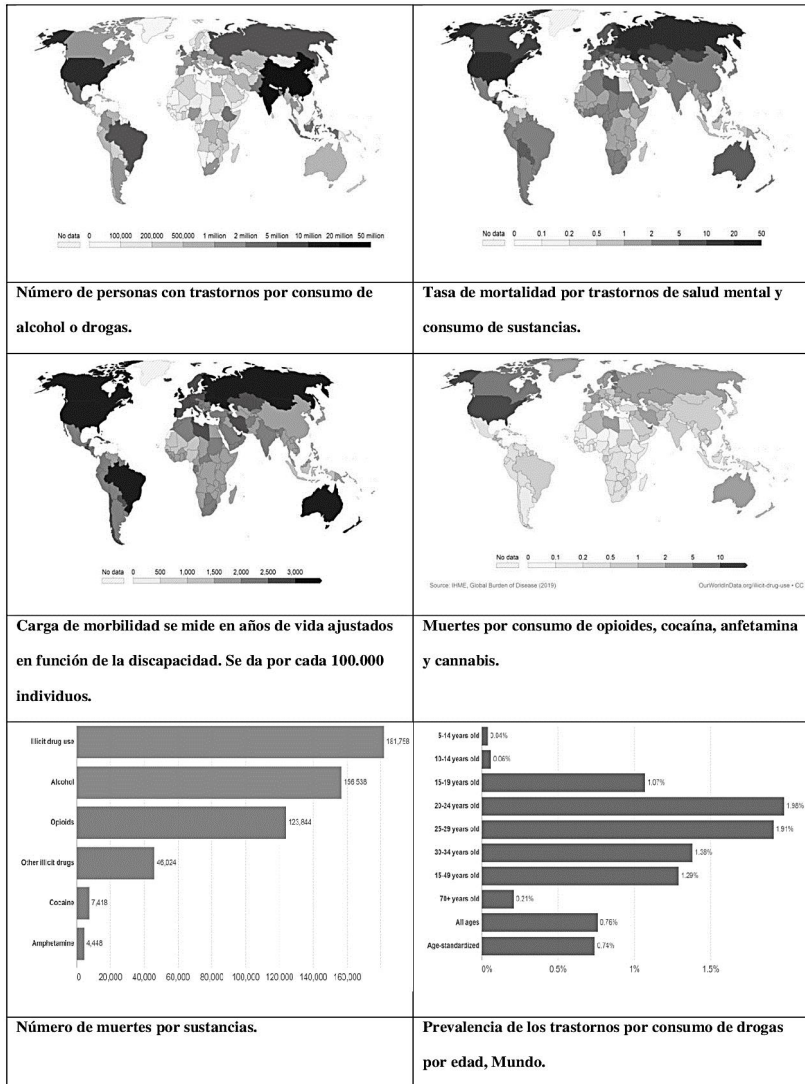 No data 0 100,000 200,000 500,000 1 million 2 million 5 milion 10 million 20 million 50 million
No data 0 0.1 0.2 0.5 1 2 5 10 20 50
Número de personas con trastornos por consumo de
alcohol o drogas.
Tasa de mortalidad por trastornos de salud mental y
consumo de sustancias.
No data 0 500 1,000 1,500 2,000 2,500 3,000
No data 0 0.1 0.2 0.5 1 2 5 10
Source: IHME, Global Burden of Disease (2019)
OurWorldinData.org/illicit-drug-use • CC
Carga de morbilidad se mide en años de vida ajustados
en función de la discapacidad. Se da por cada 100.000
individuos.
Muertes por consumo de opioides, cocaína, anfetamina
y cannabis.
Illicit drug use 181,758
Alcohol 156 538
Opioids 123,844
Other illicit drugs 46,024
Cocaine 7,418
Amphetamine 4,448
0 20,000 40,000 60,000 80,000 100,000 120,000 140,000 160,000
5-14 years old 0.04%
10-14 years old 0.06%
15-19 years old 1.07%
20-24 years old 1.98%
25-29 years old 1.91%
30-34 years old 1.38%
15-49 years old 1.29%
70+ years old 0.21%
All ages 0.76%
Age-standardized 0.74%
0% 0.5% 1% 1.5%
Número de muertes por sustancias.
Prevalencia de los trastornos por consumo de drogas
por edad, Mundo.